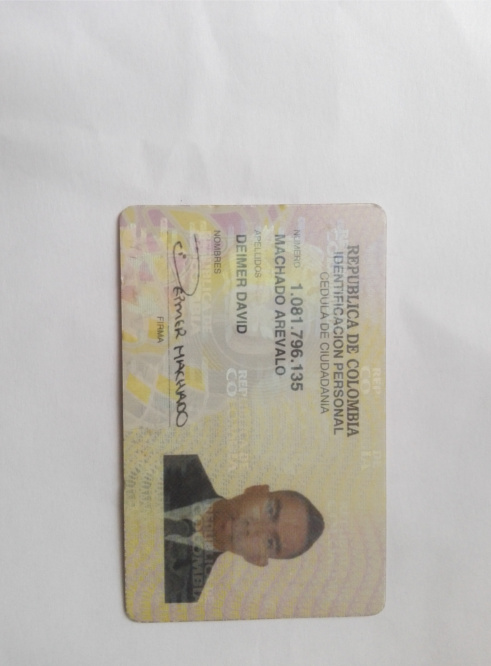 REPUBLICA DE COLOMBIA
IDENTIFICACION PERSONAL
CEDULA DE CIUDADANIA
NUMERO 1.081.796.135
MACHADO AREVALO
APELLIDOS
DEIMER DAVID
NOMBRES
DEIMER MACHADO
FIRMA